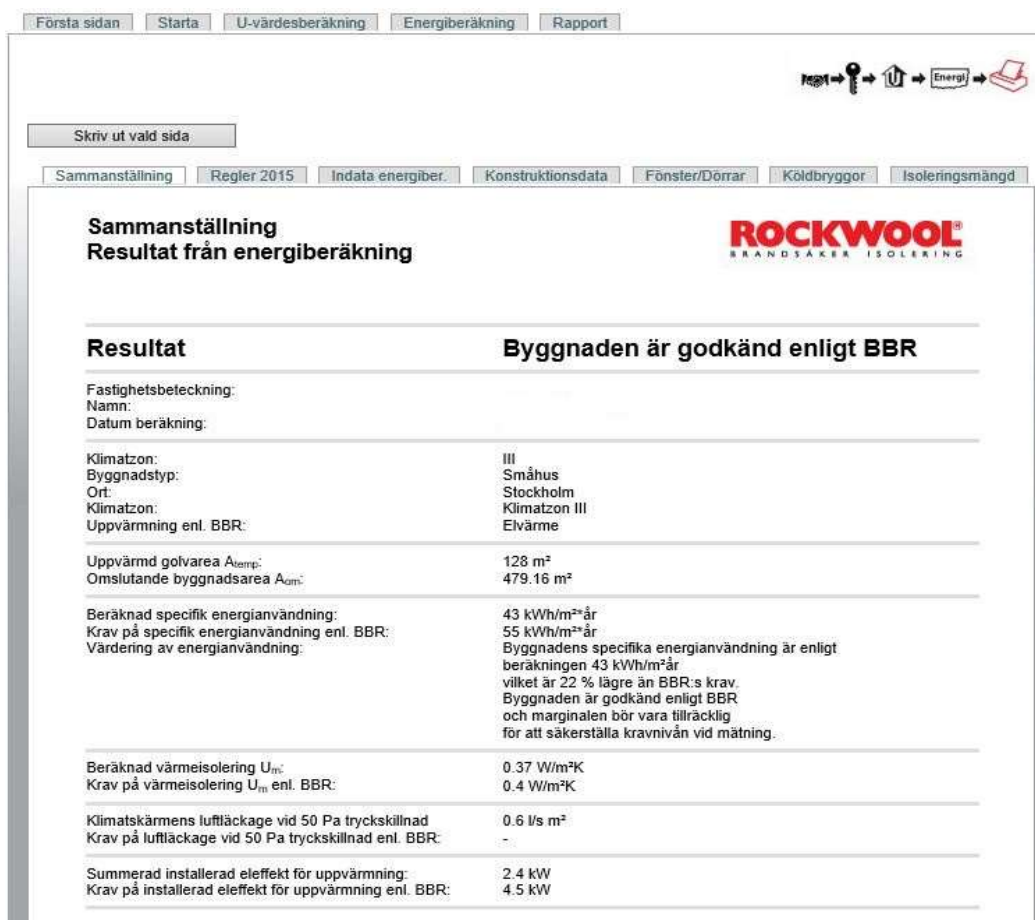 Första sidan Starta U-värdesberäkning Energiberäkning Rapport
Energi
Skriv ut vald sida
Sammanställning Regler 2015 Indata energiber. Konstruktionsdata Fönster/Dörrar Köldbryggor Isoleringsmängd
Sammanställning
Resultat från energiberäkning
ROCKWOOL®
BRANDSÄKER ISOLERING
Resultat Byggnaden är godkänd enligt BBR
Fastighetsbeteckning:
Namn:
Datum beräkning:
Klimatzon: III
Byggnadstyp: Småhus
Ort: Stockholm
Klimatzon: Klimatzon III
Uppvärmning enl. BBR: Elvärme
Uppvärmd golvarea Atemp: 128 m²
Omslutande byggnadsarea Aom: 479.16 m²
Beräknad specifik energianvändning: 43 kWh/m²*år
Krav på specifik energianvändning enl. BBR: 55 kWh/m²*år
Värdering av energianvändning: Byggnadens specifika energianvändning är enligt
beräkningen 43 kWh/m²år
vilket är 22 % lägre än BBR:s krav.
Byggnaden är godkänd enligt BBR
och marginalen bör vara tillräcklig
för att säkerställa kravnivån vid mätning.
Beräknad värmeisolering Um: 0.37 W/m²K
Krav på värmeisolering Um enl. BBR: 0.4 W/m²K
Klimatskärmens luftläckage vid 50 Pa tryckskillnad 0.6 l/s m²
Krav på luftläckage vid 50 Pa tryckskillnad enl. BBR: -
Summerad installerad eleffekt för uppvärmning: 2.4 kW
Krav på installerad eleffekt för uppvärmning enl. BBR: 4.5 kW